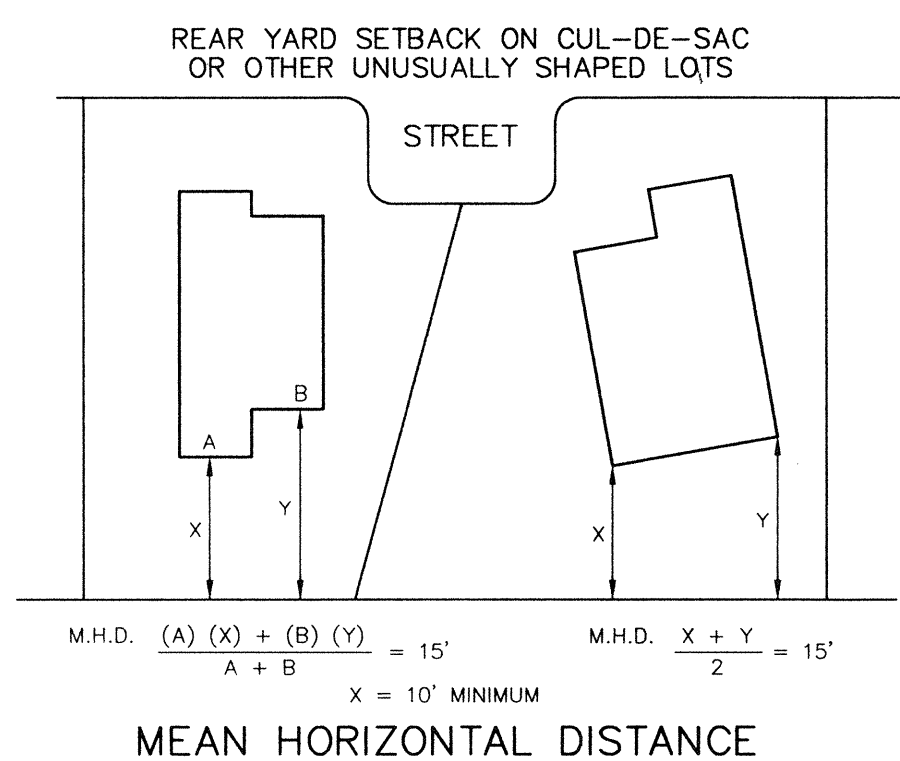 REAR YARD SETBACK ON CUL-DE-SAC
OR OTHER UNUSUALLY SHAPED LOTS
STREET
B
A
Y
X
Y
X
M.H.D. (A) (X) + (B) (Y) / A + B = 15'
M.H.D. X + Y / 2 = 15'
X = 10' MINIMUM
MEAN HORIZONTAL DISTANCE